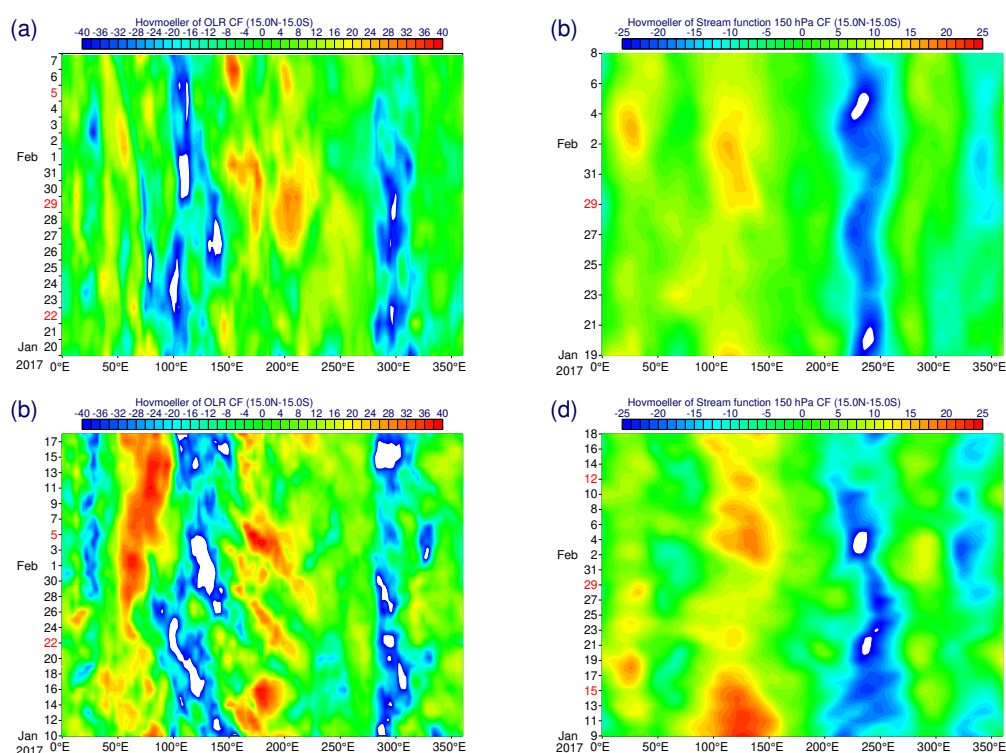 (a)
Hovmoeller of OLR CF (15.0N-15.0S)
-40 -36 -32 -28 -24 -20 -16 -12 -8 -4 0 4 8 12 16 20 24 28 32 36 40
7
6
5
4
3
2
Feb 1
31
30
29
28
27
26
25
24
23
22
21
Jan 20
2017
0°E 50°E 100°E 150°E 200°E 250°E 300°E 350°E
(b)
Hovmoeller of Stream function 150 hPa CF (15.0N-15.0S)
-25 -20 -15 -10 -5 0 5 10 15 20 25
8
6
4
Feb 2
31
29
27
25
23
21
Jan 19
2017
0°E 50°E 100°E 150°E 200°E 250°E 300°E 350°E
(b)
Hovmoeller of OLR CF (15.0N-15.0S)
-40 -36 -32 -28 -24 -20 -16 -12 -8 -4 0 4 8 12 16 20 24 28 32 36 40
17
15
13
11
9
7
5
3
Feb 1
30
28
26
24
22
20
18
16
14
12
Jan 10
2017
0°E 50°E 100°E 150°E 200°E 250°E 300°E 350°E
(d)
Hovmoeller of Stream function 150 hPa CF (15.0N-15.0S)
-25 -20 -15 -10 -5 0 5 10 15 20 25
18
16
14
12
10
8
6
4
Feb 2
31
29
27
25
23
21
19
17
15
13
11
Jan 9
2017
0°E 50°E 100°E 150°E 200°E 250°E 300°E 350°E